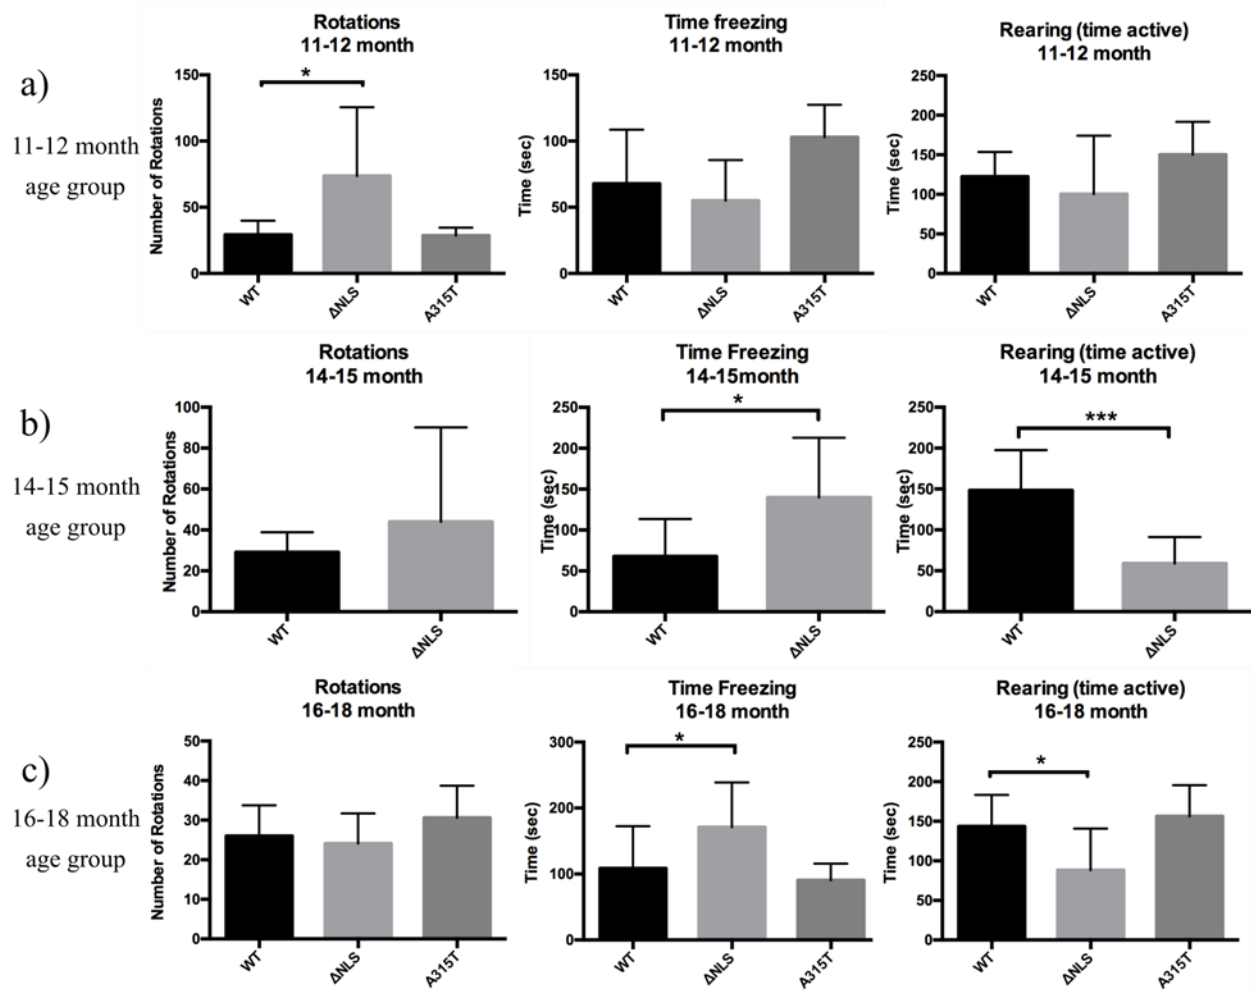 a)
11-12 month
age group
Rotations
11-12 month
*
Number of Rotations
150
100
50
0
WT
ΔNLS
A315T
Time freezing
11-12 month
Time (sec)
150
100
50
0
WT
ΔNLS
A315T
Rearing (time active)
11-12 month
Time (sec)
250
200
150
100
50
0
WT
ΔNLS
A315T
b)
14-15 month
age group
Rotations
14-15 month
Number of Rotations
100
80
60
40
20
0
WT
ΔNLS
Time Freezing
14-15month
*
Time (sec)
250
200
150
100
50
0
WT
ΔNLS
Rearing (time active)
14-15 month
***
Time (sec)
250
200
150
100
50
0
WT
ΔNLS
c)
16-18 month
age group
Rotations
16-18 month
Number of Rotations
50
40
30
20
10
0
WT
ΔNLS
A315T
Time Freezing
16-18 month
*
Time (sec)
300
200
100
0
WT
ΔNLS
A315T
Rearing (time active)
16-18 month
*
Time (sec)
250
200
150
100
50
0
WT
ΔNLS
A315T